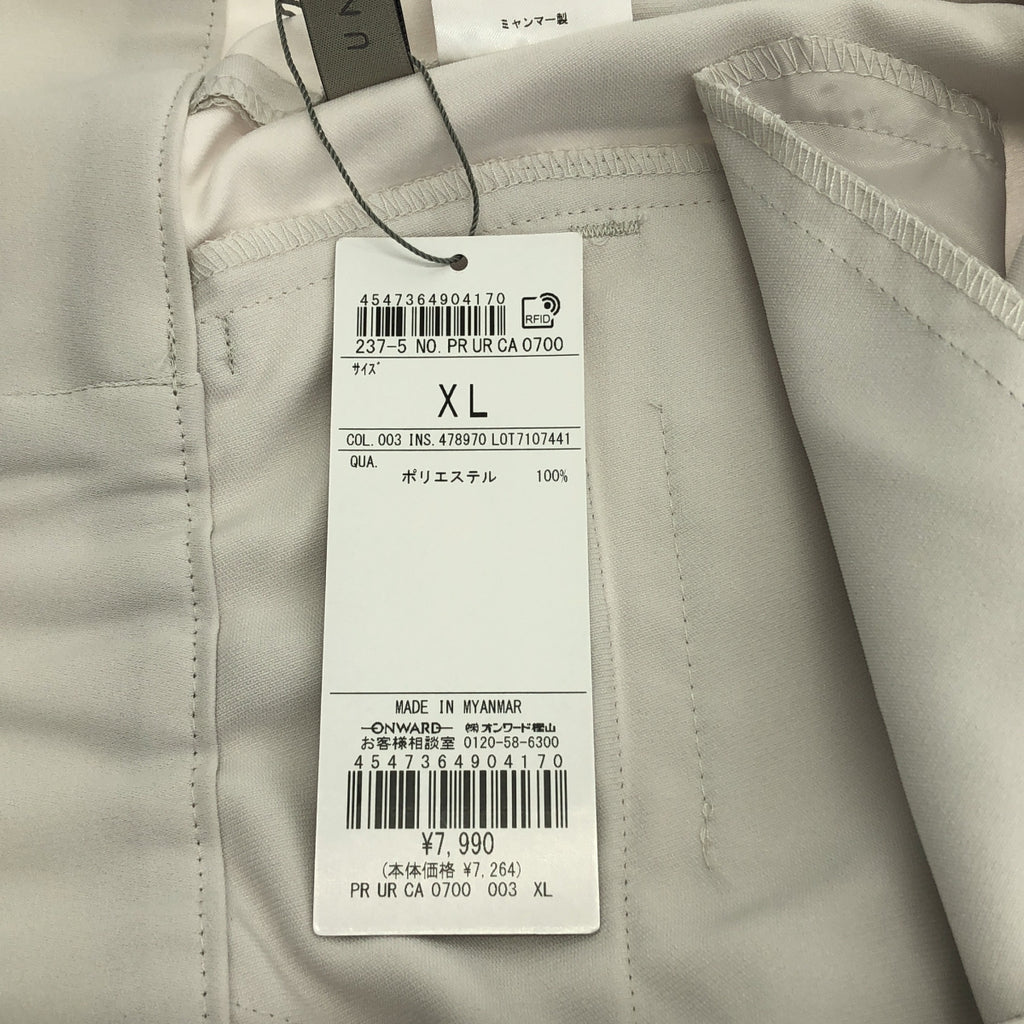 UN
ミャンマー製
4547364904170
RFID
237-5 NO. PR UR CA 0700
サイズ
XL
COL. 003 INS. 478970 LOT7107441
QUA.
ポリエステル 100%
MADE IN MYANMAR
ONWARD ㈱オンワード樫山
お客様相談室 0120-58-6300
4547364904170
¥7,990
(本体価格 ¥7,264)
PR UR CA 0700 003 XL